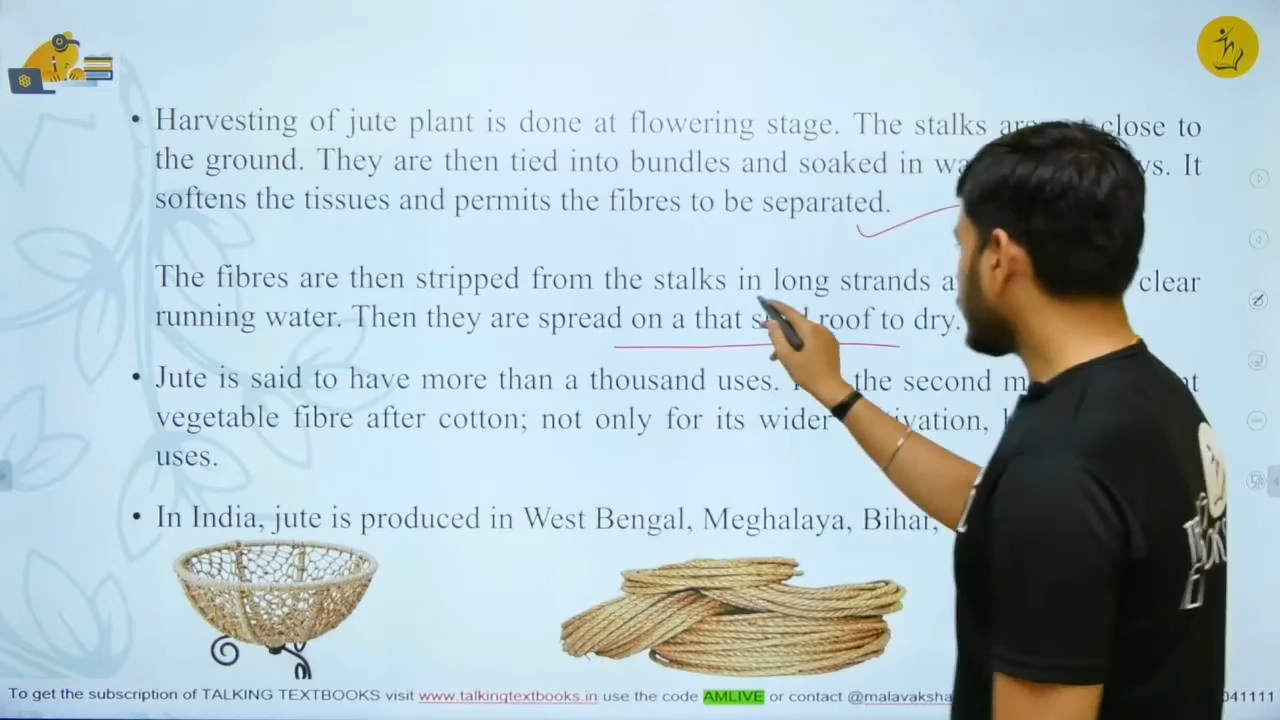 • Harvesting of jute plant is done at flowering stage. The stalks are close to
the ground. They are then tied into bundles and soaked in It
softens the tissues and permits the fibres to be separated.
The fibres are then stripped from the stalks in long strands clear
running water. Then they are spread on a that roof to dry.
• Jute is said to have more than a thousand uses. the second
vegetable fibre after cotton; not only for its wider
uses.
• In India, jute is produced in West Bengal, Meghalaya, Bihar,
To get the subscription of TALKING TEXTBOOKS visit www.talkingtextbooks.in use the code AMLIVE or contact